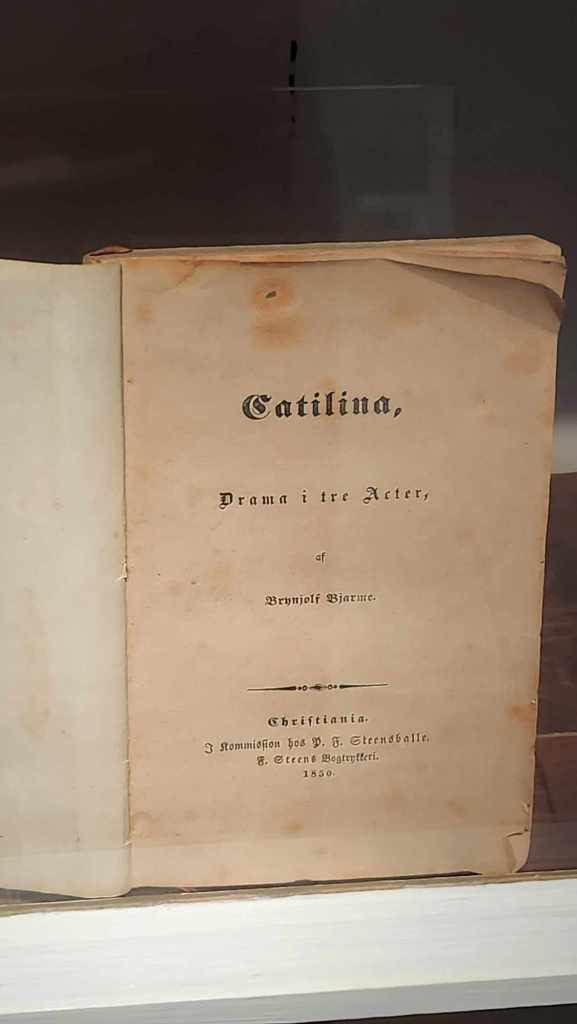 Catilina,
Drama i tre Acter,
af
Brynjolf Bjarme.
Christiania.
I Kommission hos P. F. Steensballe.
F. Steens Bogtrykkeri.
1850.